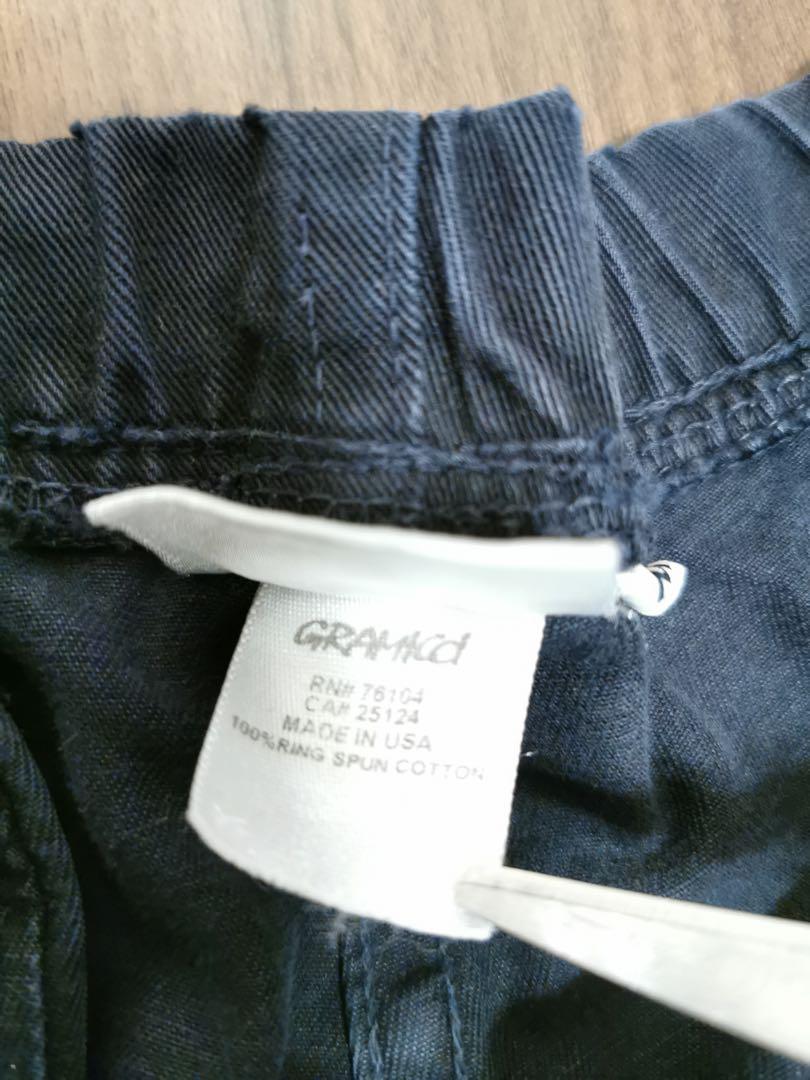 GRAMICCI
RN# 76104
CA# 25124
MADE IN USA
100% RING SPUN COTTON